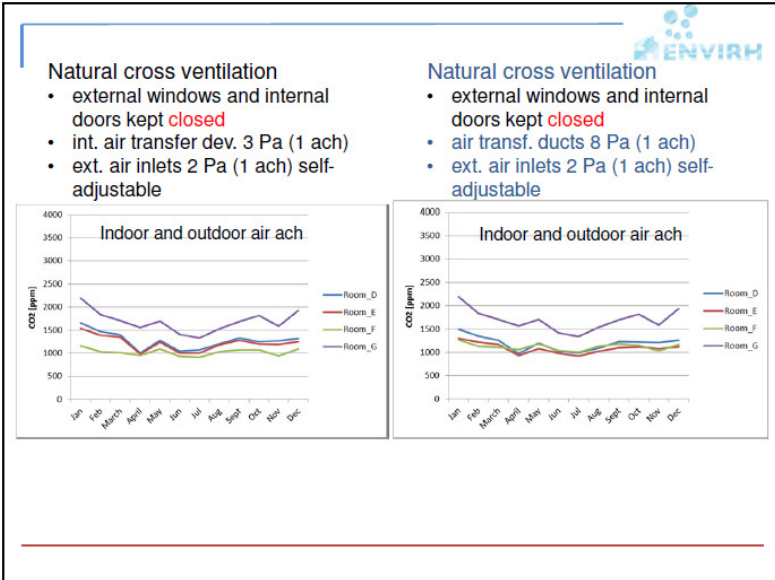 ENVIRH
Natural cross ventilation
• external windows and internal
doors kept closed
• int. air transfer dev. 3 Pa (1 ach)
• ext. air inlets 2 Pa (1 ach) self-
adjustable
Natural cross ventilation
• external windows and internal
doors kept closed
• air transf. ducts 8 Pa (1 ach)
• ext. air inlets 2 Pa (1 ach) self-
adjustable
Indoor and outdoor air ach
CO2 [ppm]
4000
3500
3000
2500
2000
1500
1000
500
0
Jan Feb March April May Jun Jul Aug Sept Oct Nov Dec
Room_D
Room_E
Room_F
Room_G
Indoor and outdoor air ach
CO2 [ppm]
4000
3500
3000
2500
2000
1500
1000
500
0
Jan Feb March April May Jun Jul Aug Sept Oct Nov Dec
Room_D
Room_E
Room_F
Room_G